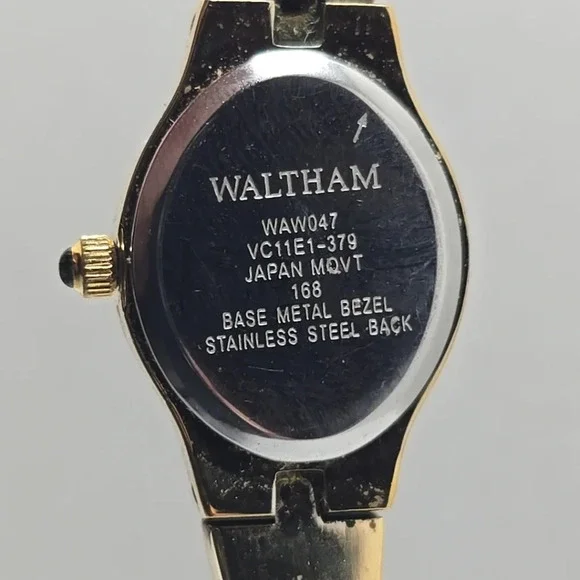 WALTHAM
WAW047
VC11E1-379
JAPAN MOVT
168
BASE METAL BEZEL
STAINLESS STEEL BACK